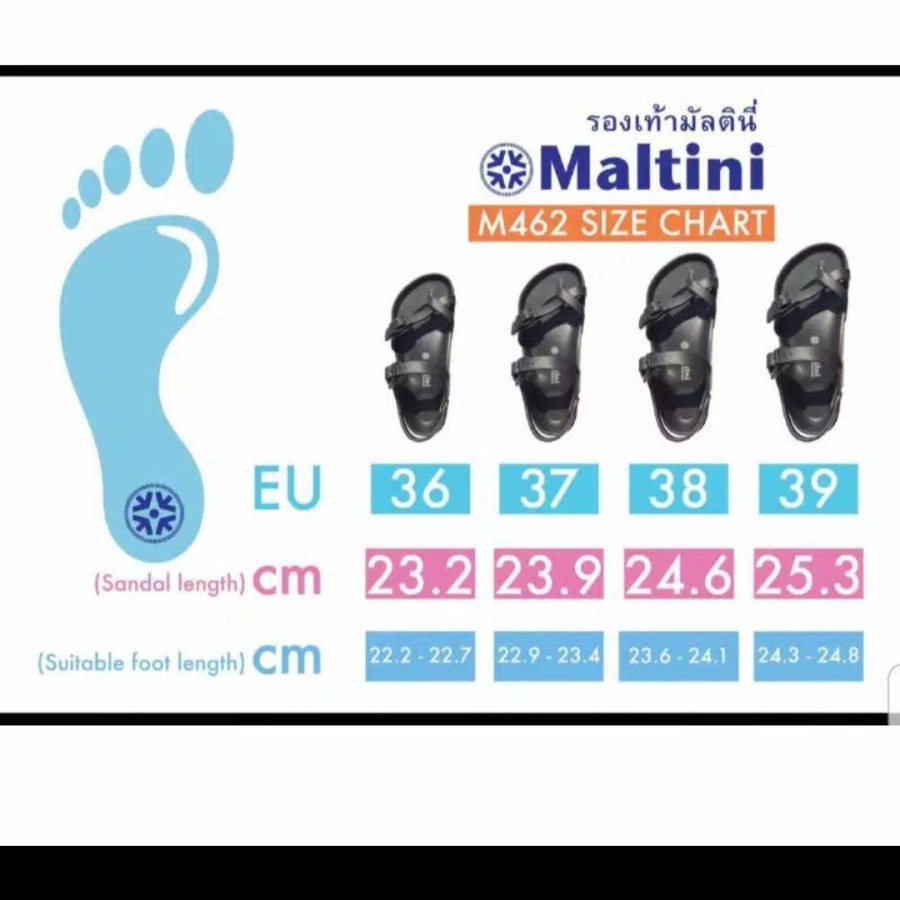 รองเท้ามัลตินี่
Maltini
M462 SIZE CHART
EU 36 37 38 39
(Sandal length) cm 23.2 23.9 24.6 25.3
(Suitable foot length) cm 22.2 - 22.7 22.9 - 23.4 23.6 - 24.1 24.3 - 24.8